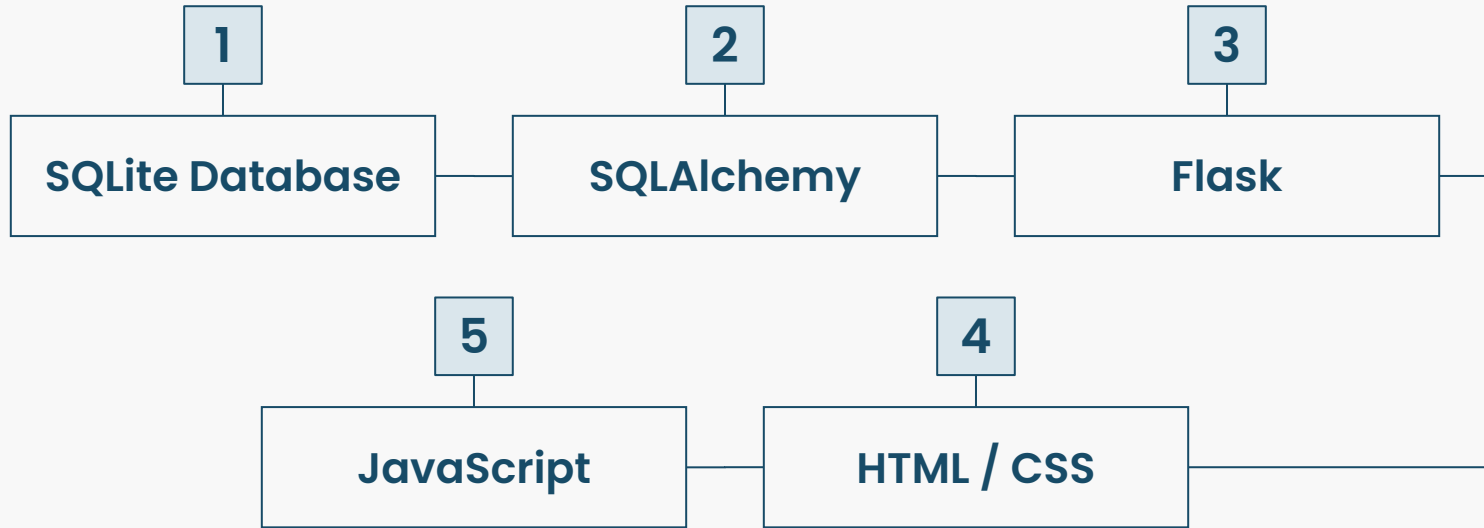 1
SQLite Database
2
SQLAlchemy
3
Flask
4
HTML / CSS
5
JavaScript